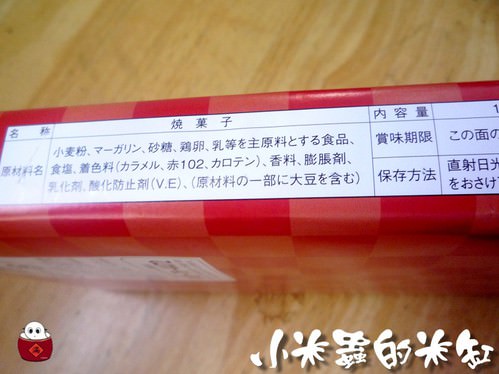 名 称 焼菓子 内容量 1
原材料名 小麦粉、マーガリン、砂糖、鶏卵、乳等を主原料とする食品、
食塩、着色料(カラメル、赤102、カロテン)、香料、膨脹剤、
乳化剤、酸化防止剤(V.E)、(原材料の一部に大豆を含む)
賞味期限 この面の
保存方法 直射日光
をおさけ
小米蟲的米缸